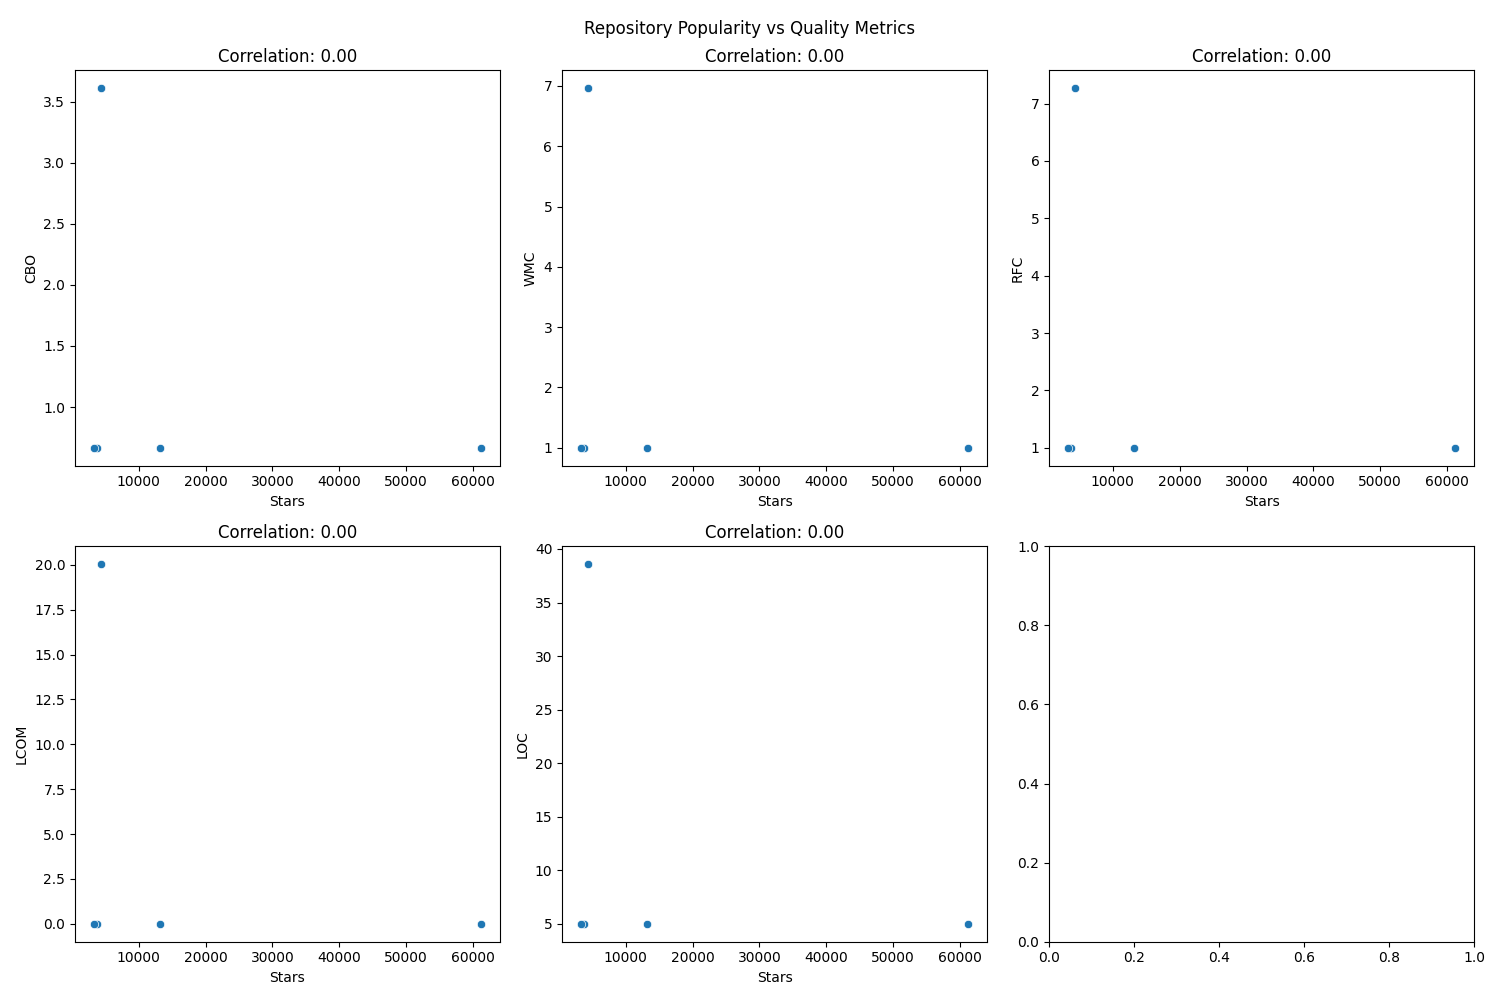 Repository Popularity vs Quality Metrics
Correlation: 0.00
3.5
3.0
2.5
2.0
1.5
1.0
CBO
10000 20000 30000 40000 50000 60000
Stars
Correlation: 0.00
7
6
5
4
3
2
1
WMC
10000 20000 30000 40000 50000 60000
Stars
Correlation: 0.00
7
6
5
4
3
2
1
RFC
10000 20000 30000 40000 50000 60000
Stars
Correlation: 0.00
20.0
17.5
15.0
12.5
10.0
7.5
5.0
2.5
0.0
LCOM
10000 20000 30000 40000 50000 60000
Stars
Correlation: 0.00
40
35
30
25
20
15
10
5
LOC
10000 20000 30000 40000 50000 60000
Stars
1.0
0.8
0.6
0.4
0.2
0.0
0.0 0.2 0.4 0.6 0.8 1.0